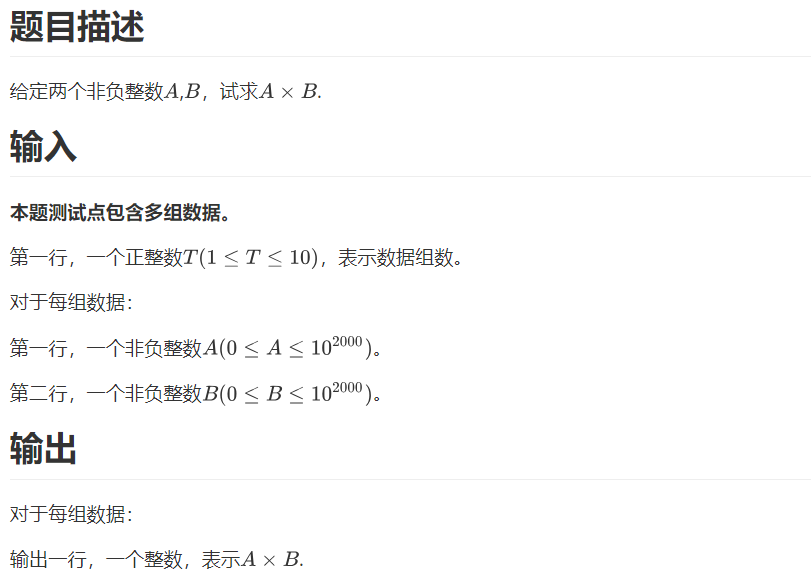 题目描述
给定两个非负整数A,B，试求A × B.
输入
本题测试点包含多组数据。
第一行，一个正整数T(1 ≤ T ≤ 10)，表示数据组数。
对于每组数据：
第一行，一个非负整数A(0 ≤ A ≤ 10^2000)。
第二行，一个非负整数B(0 ≤ B ≤ 10^2000)。
输出
对于每组数据：
输出一行，一个整数，表示A × B.